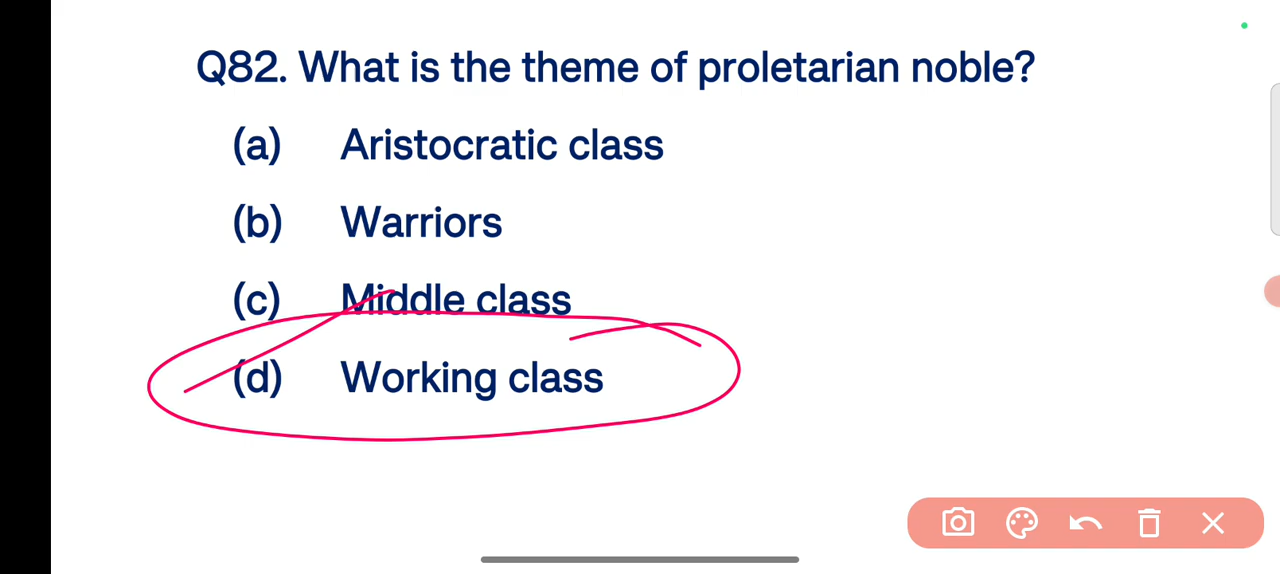 Q82. What is the theme of proletarian noble?
(a) Aristocratic class
(b) Warriors
(c) Middle class
(d) Working class